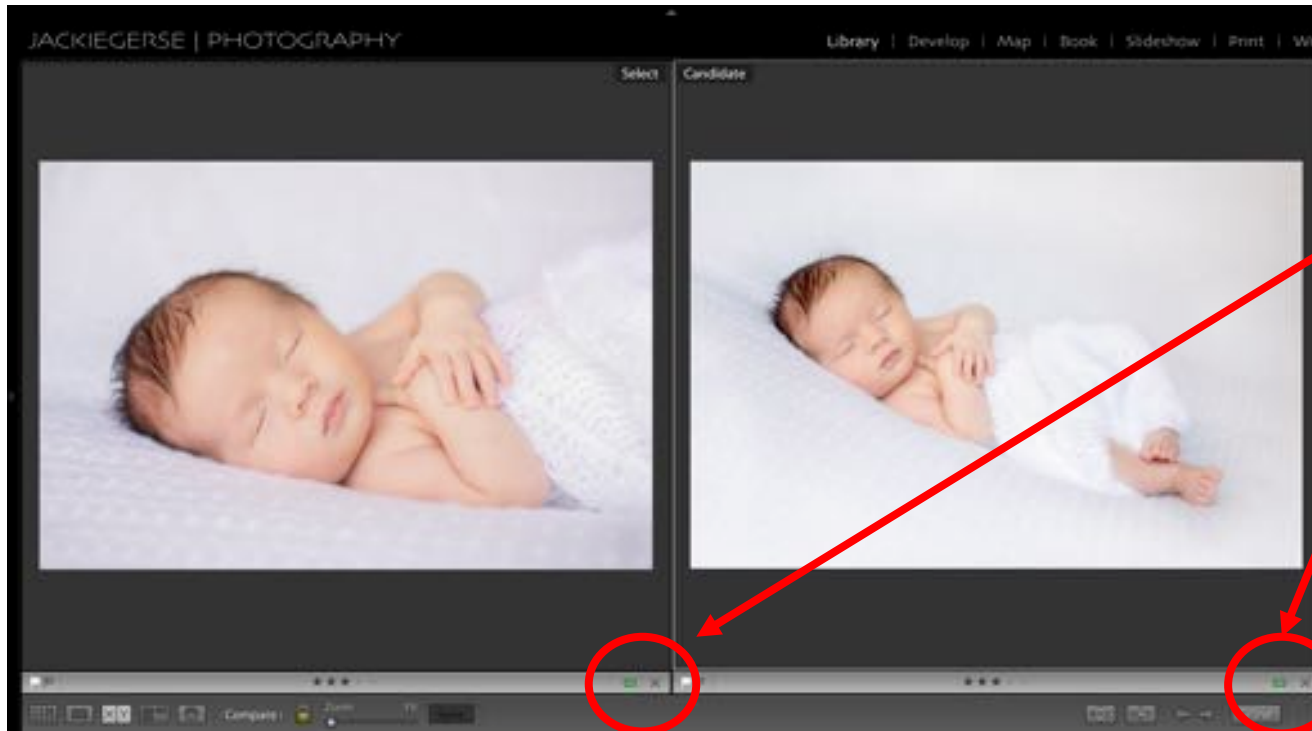 JACKIEGERSE | PHOTOGRAPHY
Library | Develop | Map | Book | Slideshow | Print | W
Select
Candidate
Compare :
Zoom